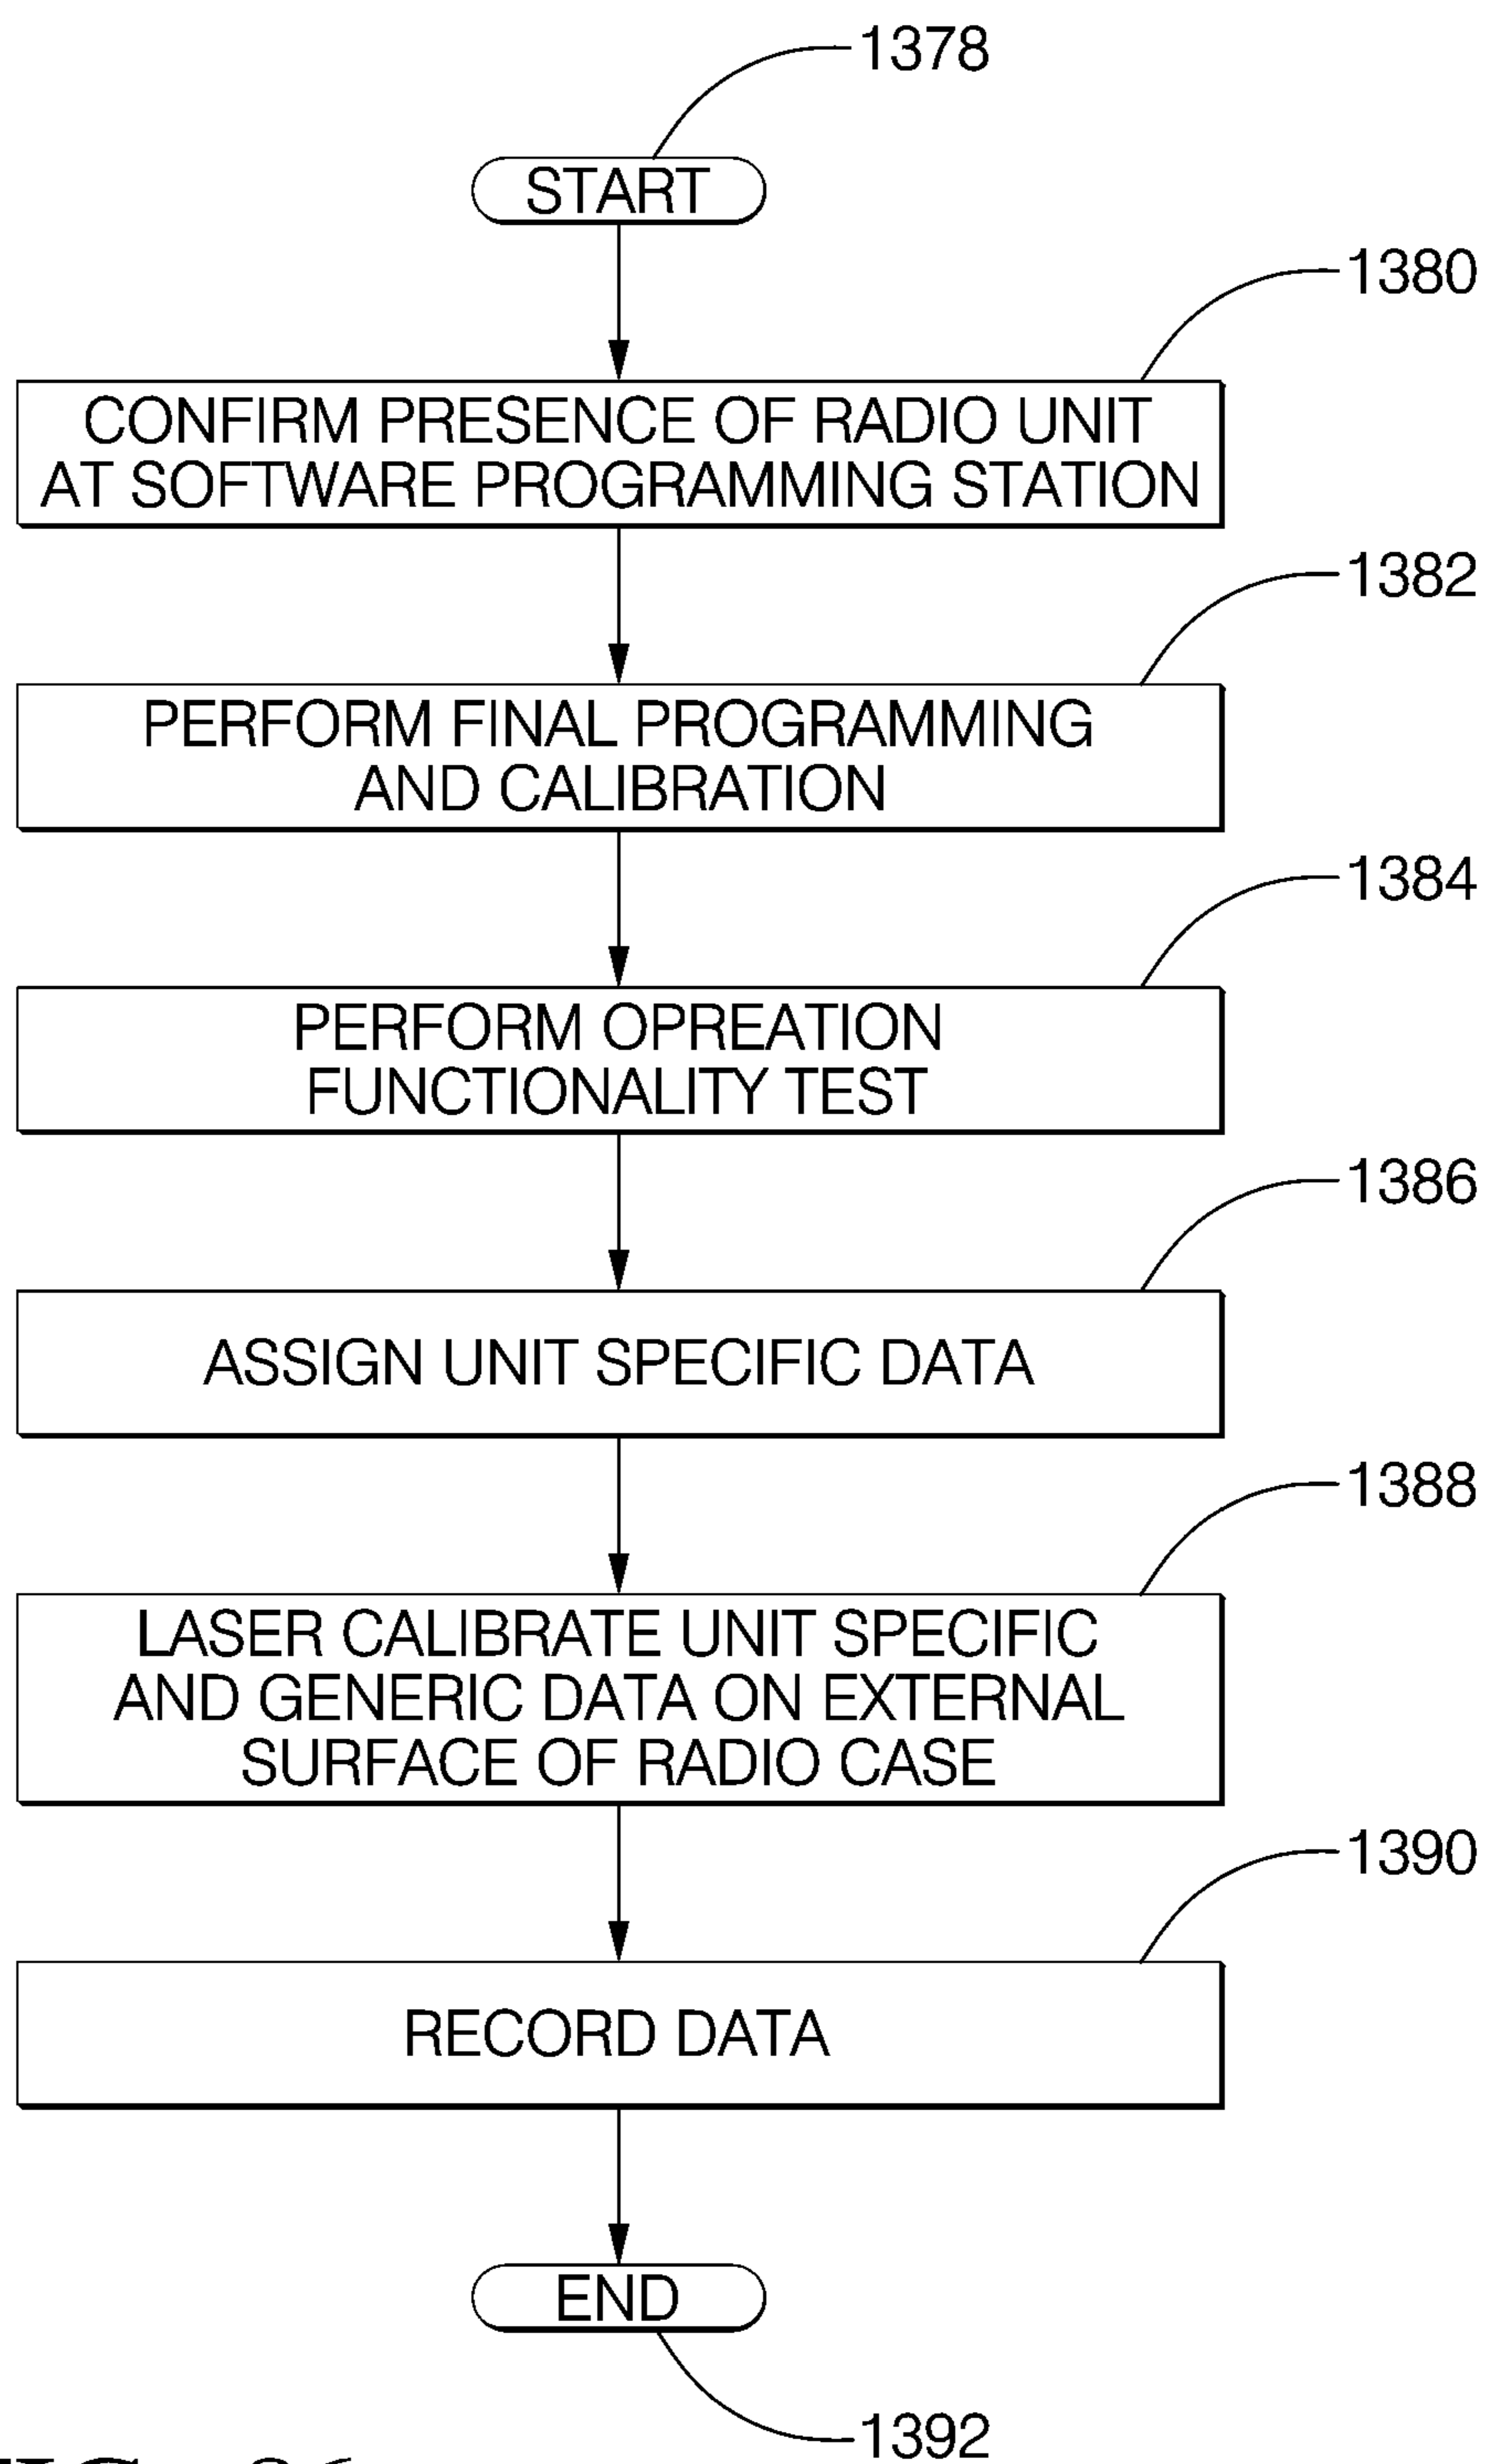 1378
START
1380
CONFIRM PRESENCE OF RADIO UNIT
AT SOFTWARE PROGRAMMING STATION
1382
PERFORM FINAL PROGRAMMING
AND CALIBRATION
1384
PERFORM OPREATION
FUNCTIONALITY TEST
1386
ASSIGN UNIT SPECIFIC DATA
1388
LASER CALIBRATE UNIT SPECIFIC
AND GENERIC DATA ON EXTERNAL
SURFACE OF RADIO CASE
1390
RECORD DATA
END
1392